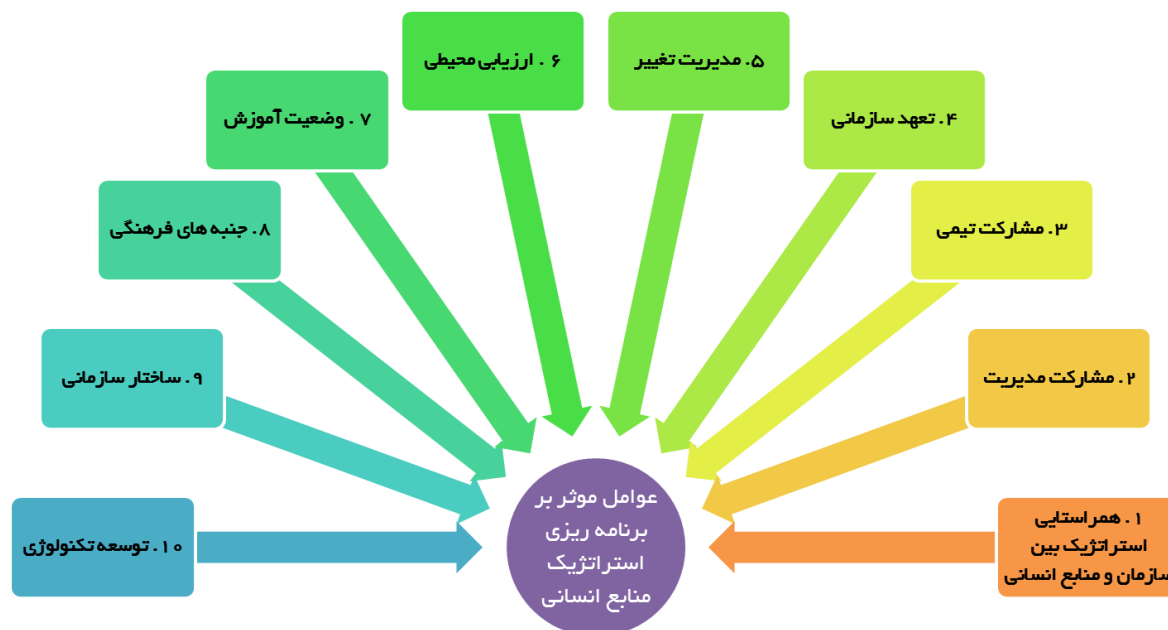 ۱. همراستایی
استراتژیک بین
سازمان و منابع انسانی
۲. مشارکت مدیریت
۳. مشارکت تیمی
۴. تعهد سازمانی
۵. مدیریت تغییر
۶. ارزیابی محیطی
۷. وضعیت آموزش
۸. جنبه های فرهنگی
۹. ساختار سازمانی
۱۰. توسعه تکنولوژی
عوامل موثر بر
برنامه ریزی
استراتژیک
منابع انسانی